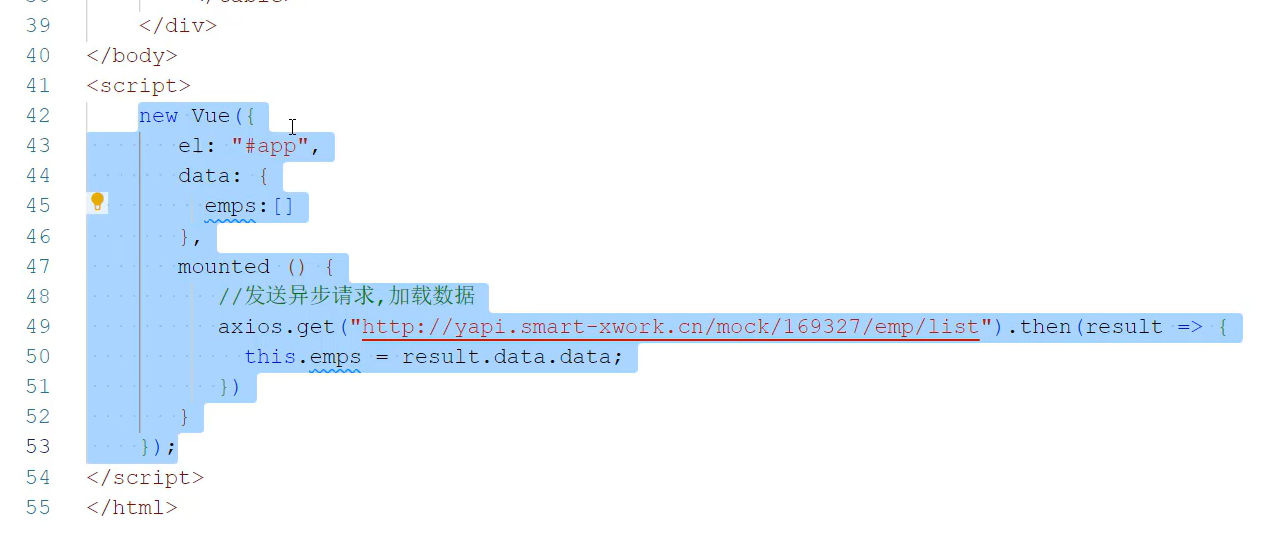 39 </div>
40 </body>
41 <script>
42 new Vue({
43 el: "#app",
44 data: {
45 emps:[]
46 },
47 mounted () {
48 //发送异步请求,加载数据
49 axios.get("http://yapi.smart-xwork.cn/mock/169327/emp/list").then(result => {
50 this.emps = result.data.data;
51 })
52 }
53 });
54 </script>
55 </html>